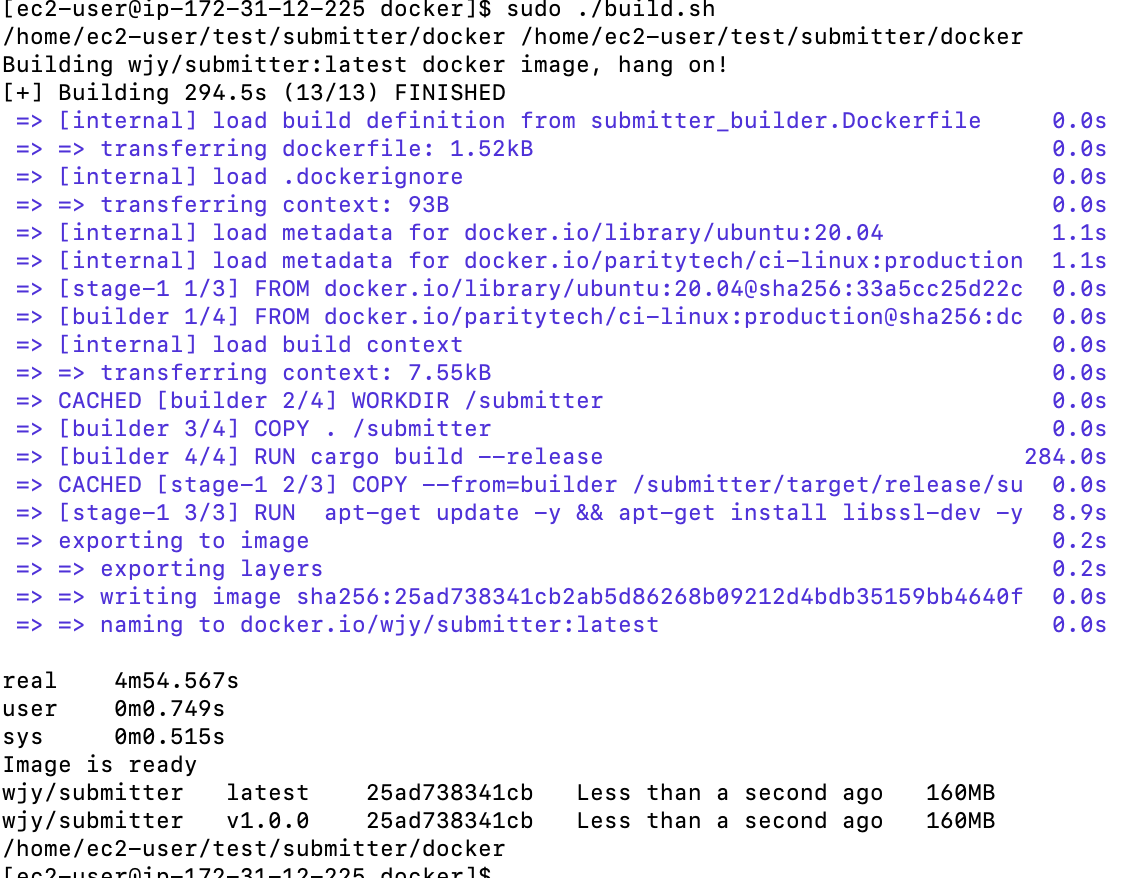 [ec2-user@ip-172-31-12-225 docker]$ sudo ./build.sh
/home/ec2-user/test/submitter/docker /home/ec2-user/test/submitter/docker
Building wjy/submitter:latest docker image, hang on!
[+] Building 294.5s (13/13) FINISHED
 => [internal] load build definition from submitter_builder.Dockerfile 0.0s
 => => transferring dockerfile: 1.52kB 0.0s
 => [internal] load .dockerignore 0.0s
 => => transferring context: 93B 0.0s
 => [internal] load metadata for docker.io/library/ubuntu:20.04 1.1s
 => [internal] load metadata for docker.io/paritytech/ci-linux:production 1.1s
 => [stage-1 1/3] FROM docker.io/library/ubuntu:20.04@sha256:33a5cc25d22c 0.0s
 => [builder 1/4] FROM docker.io/paritytech/ci-linux:production@sha256:dc 0.0s
 => [internal] load build context 0.0s
 => => transferring context: 7.55kB 0.0s
 => CACHED [builder 2/4] WORKDIR /submitter 0.0s
 => [builder 3/4] COPY . /submitter 0.0s
 => [builder 4/4] RUN cargo build --release 284.0s
 => CACHED [stage-1 2/3] COPY --from=builder /submitter/target/release/su 0.0s
 => [stage-1 3/3] RUN  apt-get update -y && apt-get install libssl-dev -y 8.9s
 => exporting to image 0.2s
 => => exporting layers 0.2s
 => => writing image sha256:25ad738341cb2ab5d86268b09212d4bdb35159bb4640f 0.0s
 => => naming to docker.io/wjy/submitter:latest 0.0s
real 4m54.567s
user 0m0.749s
sys 0m0.515s
Image is ready
wjy/submitter latest 25ad738341cb Less than a second ago 160MB
wjy/submitter v1.0.0 25ad738341cb Less than a second ago 160MB
/home/ec2-user/test/submitter/docker
[ec2-user@ip-172-31-12-225 docker]$